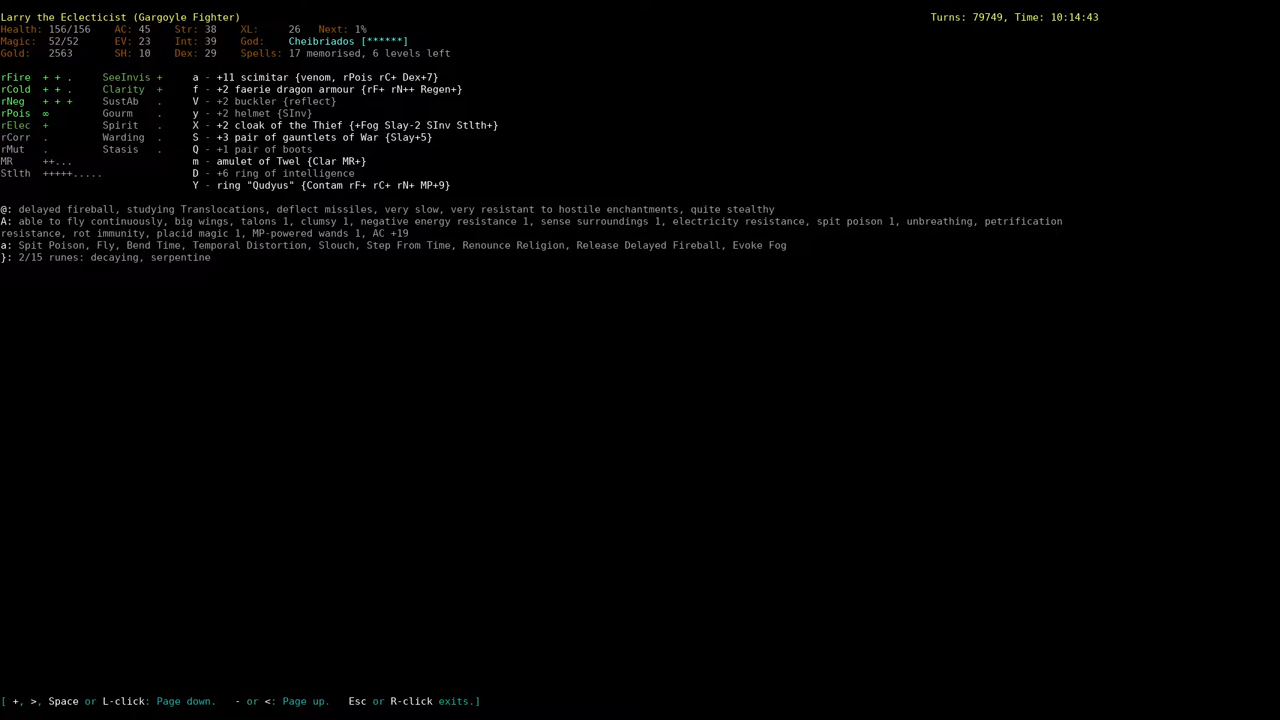 Larry the Eclecticist (Gargoyle Fighter) Turns: 79749, Time: 10:14:43
Health: 156/156 AC: 45 Str: 38 XL: 26 Next: 1%
Magic: 52/52 EV: 23 Int: 39 God: Cheibriados [******]
Gold: 2563 SH: 10 Dex: 29 Spells: 17 memorised, 6 levels left
rFire + + . SeeInvis + a - +11 scimitar {venom, rPois rC+ Dex+7}
rCold + + . Clarity + f - +2 faerie dragon armour {rF+ rN++ Regen+}
rNeg + + + SustAb . V - +2 buckler {reflect}
rPois ∞ Gourm . y - +2 helmet {SInv}
rElec + Spirit . X - +2 cloak of the Thief {+Fog Slay-2 SInv Stlth+}
rCorr . Warding . S - +3 pair of gauntlets of War {Slay+5}
rMut . Stasis . Q - +1 pair of boots
MR ++... m - amulet of Twel {Clar MR+}
Stlth +++++..... D - +6 ring of intelligence
Y - ring "Qudyus" {Contam rF+ rC+ rN+ MP+9}
@: delayed fireball, studying Translocations, deflect missiles, very slow, very resistant to hostile enchantments, quite stealthy
A: able to fly continuously, big wings, talons 1, clumsy 1, negative energy resistance 1, sense surroundings 1, electricity resistance, spit poison 1, unbreathing, petrification
resistance, rot immunity, placid magic 1, MP-powered wands 1, AC +19
a: Spit Poison, Fly, Bend Time, Temporal Distortion, Slouch, Step From Time, Renounce Religion, Release Delayed Fireball, Evoke Fog
}: 2/15 runes: decaying, serpentine
[ +, >, Space or L-click: Page down. - or <: Page up. Esc or R-click exits.]